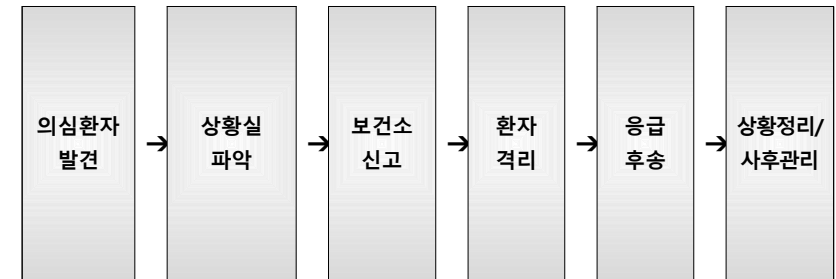 의심환자
발견
➔
상황실
파악
➔
보건소
신고
➔
환자
격리
➔
응급
후송
➔
상황정리/
사후관리